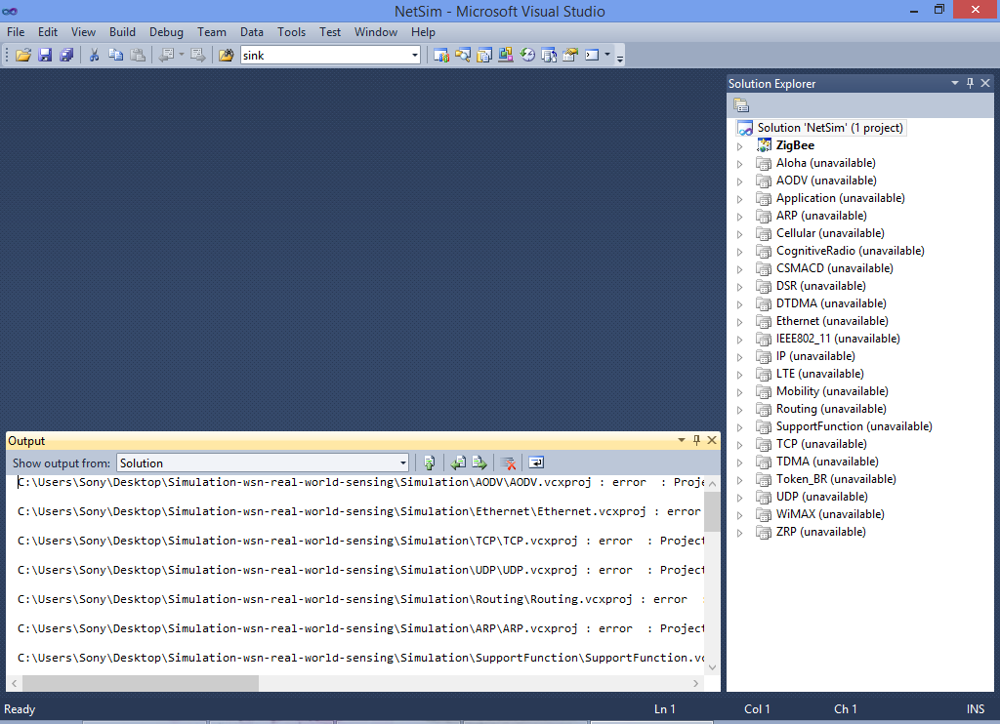 NetSim - Microsoft Visual Studio
File Edit View Build Debug Team Data Tools Test Window Help
sink
Solution Explorer
Solution 'NetSim' (1 project)
ZigBee
Aloha (unavailable)
AODV (unavailable)
Application (unavailable)
ARP (unavailable)
Cellular (unavailable)
CognitiveRadio (unavailable)
CSMACD (unavailable)
DSR (unavailable)
DTDMA (unavailable)
Ethernet (unavailable)
IEEE802_11 (unavailable)
IP (unavailable)
LTE (unavailable)
Mobility (unavailable)
Routing (unavailable)
SupportFunction (unavailable)
TCP (unavailable)
TDMA (unavailable)
Token_BR (unavailable)
UDP (unavailable)
WiMAX (unavailable)
ZRP (unavailable)
Output
Show output from: Solution
C:\Users\Sony\Desktop\Simulation-wsn-real-world-sensing\Simulation\AODV\AODV.vcxproj : error  : Proje
C:\Users\Sony\Desktop\Simulation-wsn-real-world-sensing\Simulation\Ethernet\Ethernet.vcxproj : error
C:\Users\Sony\Desktop\Simulation-wsn-real-world-sensing\Simulation\TCP\TCP.vcxproj : error  : Project
C:\Users\Sony\Desktop\Simulation-wsn-real-world-sensing\Simulation\UDP\UDP.vcxproj : error  : Project
C:\Users\Sony\Desktop\Simulation-wsn-real-world-sensing\Simulation\Routing\Routing.vcxproj : error  :
C:\Users\Sony\Desktop\Simulation-wsn-real-world-sensing\Simulation\ARP\ARP.vcxproj : error  : Project
C:\Users\Sony\Desktop\Simulation-wsn-real-world-sensing\Simulation\SupportFunction\SupportFunction.vc
Ready Ln 1 Col 1 Ch 1 INS